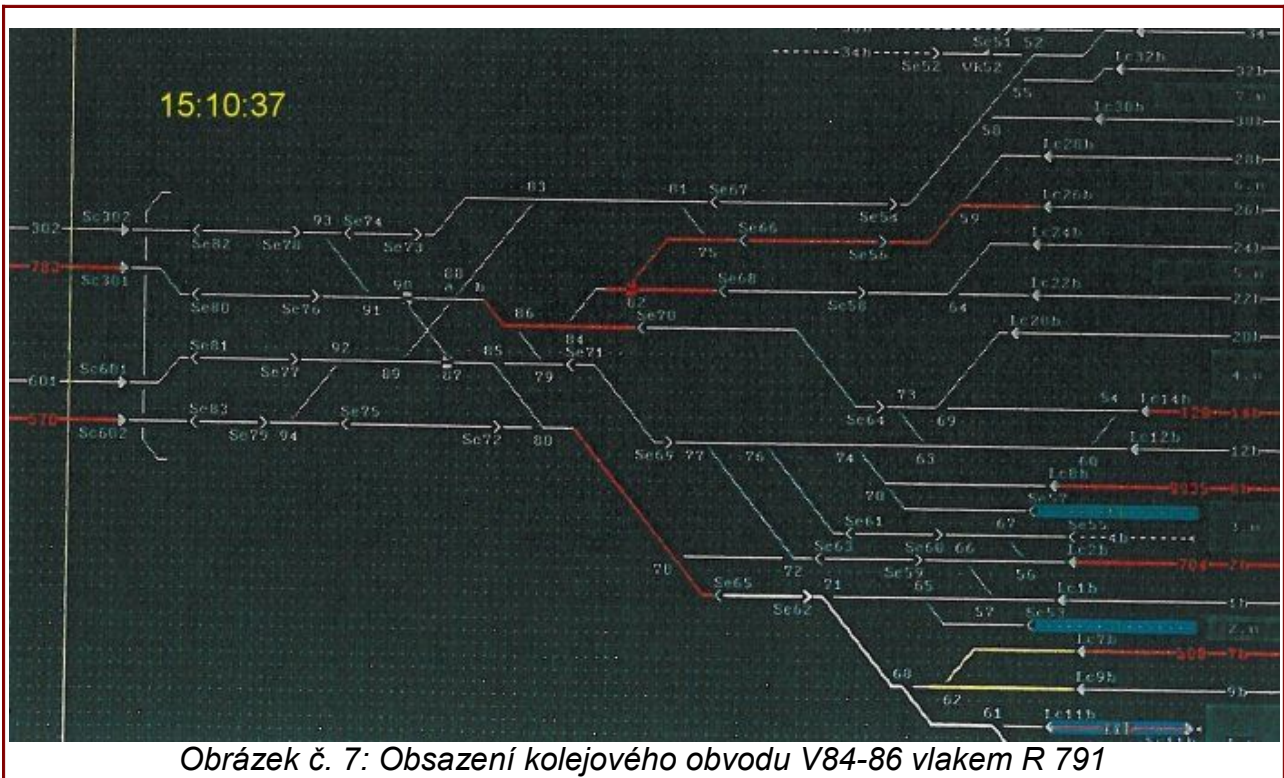 15:10:37
34h Se51 52 34
Se52 Vk52 Lc32b
55 32b
Lc30b
58 30b
Lc28b
28b
83 81 Se67 Lc26b
Sc302 93 Se74 Se54 59 26b
302
Se82 Se78 Se73 Se66 Lc24b
75 Se56 24b
Sc301 90 88 b Se68 Lc22b
Se80 Se76 91 82 Se58 64 22b
86 Se70 Lc20b
84 20b
Se81 92 85 Se71
Se77 89 87 79
Sc601 73 54 Lc14b
601 14b
Se83 Se75 Se64 69
570 Lc12b
Sc602 Se79 94 Se72 80 Se69 77 76 74 63 60 12b
Lc8b
70
Se61 67 Se55
4b
Se63 Se60 66 Lc2b
72 Se59 56 704 2b
78 Se65 71 65 Lc1b
Se62 57 1b
Lc7b
7b
68 Lc9b
62 9b
61 Lc11b
Obrázek č. 7: Obsazení kolejového obvodu V84-86 vlakem R 791